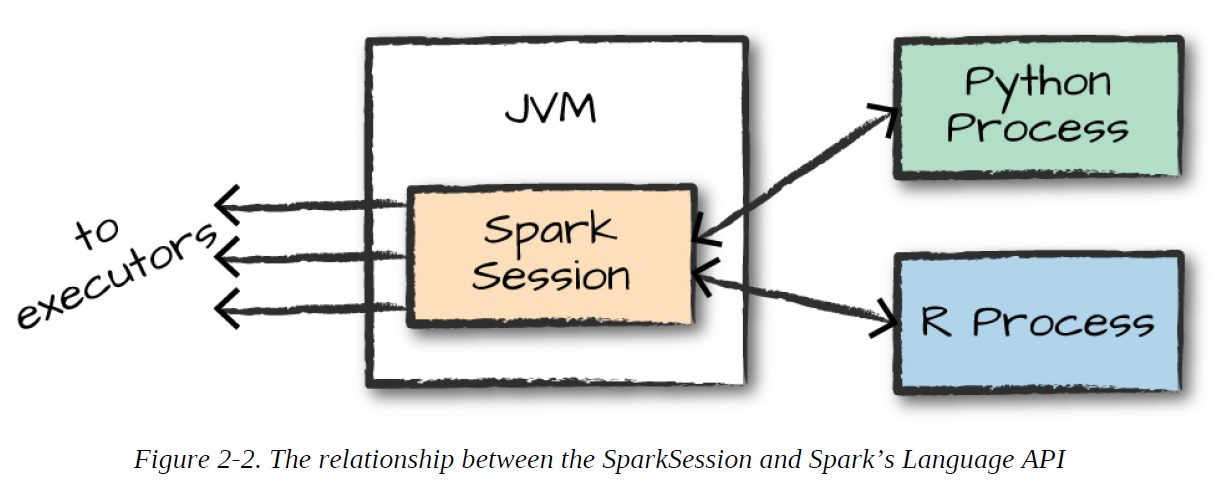 JVM
Python
Process
to
executors
Spark
Session
R Process
Figure 2-2. The relationship between the SparkSession and Spark’s Language API